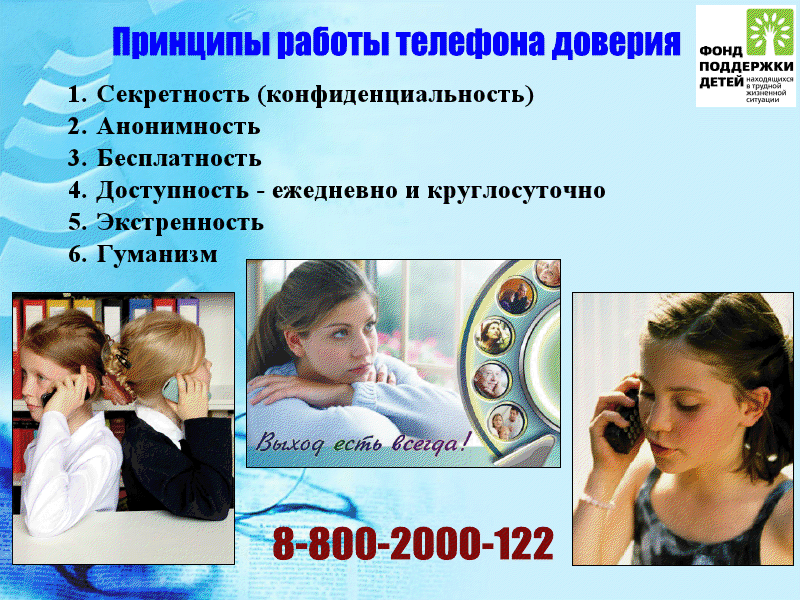 Принципы работы телефона доверия
ФОНД
ПОДДЕРЖКИ
ДЕТЕЙ
находящихся
в трудной
жизненной
ситуации
1. Секретность (конфиденциальность)
2. Анонимность
3. Бесплатность
4. Доступность - ежедневно и круглосуточно
5. Экстренность
6. Гуманизм
Выход есть всегда!
8-800-2000-122